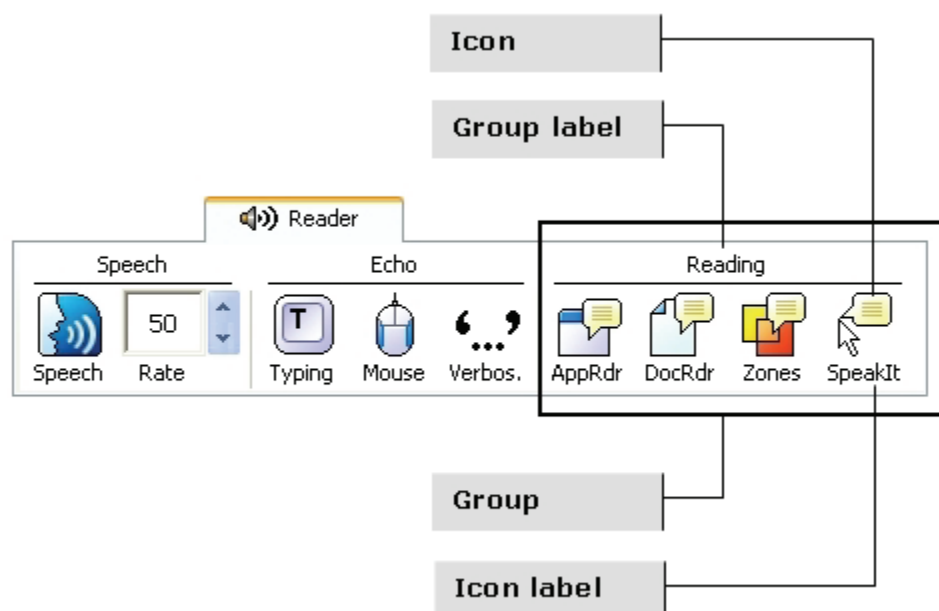 Icon
Group label
Reader
Speech Echo Reading
50 T
Speech Rate Typing Mouse Verbos. AppRdr DocRdr Zones SpeakIt
Group
Icon label